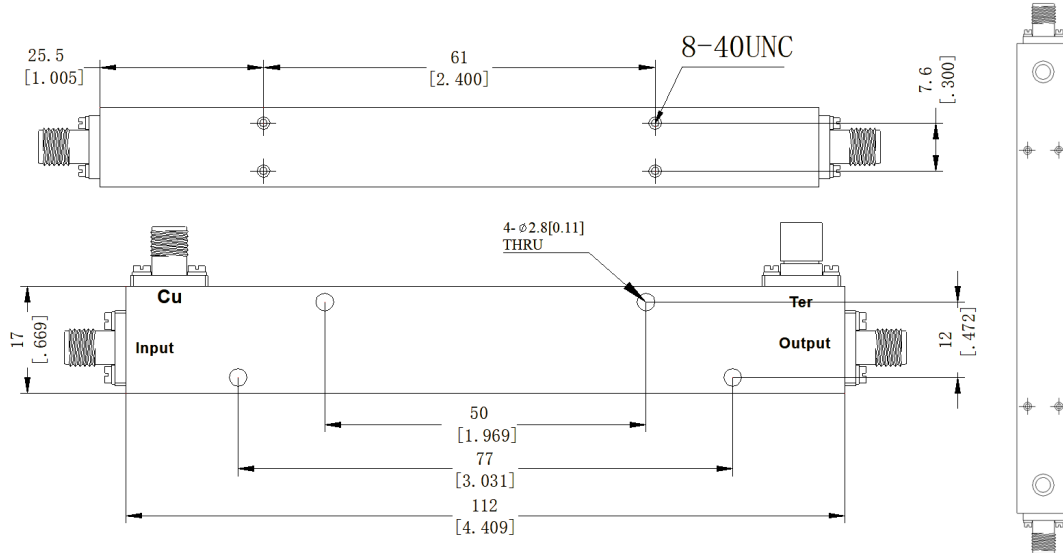 25.5
[1.005]
61
[2.400]
8-40UNC
7.6
[.300]
4-⌀2.8[0.11]
THRU
Cu
Ter
Input
Output
17
[.669]
12
[.472]
50
[1.969]
77
[3.031]
112
[4.409]